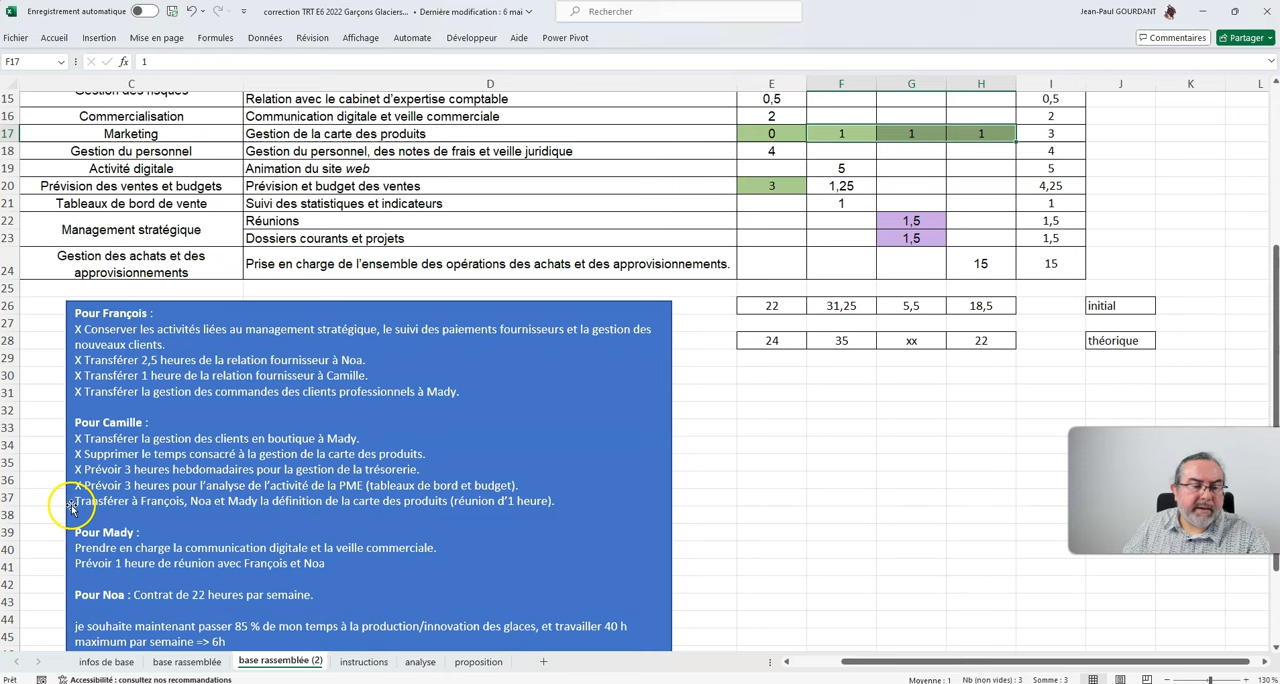 Enregistrement automatique
correction TRT E6 2022 Garçons Glaciers... • Dernière modification : 6 mai
Rechercher
Jean-Paul GOURDANT
Fichier Accueil Insertion Mise en page Formules Données Révision Affichage Automate Développeur Aide Power Pivot
Commentaires
Partager
F17
fx
1
C D E F G H I J K L
15 Gestion des risques Relation avec le cabinet d'expertise comptable 0,5 0,5
16 Commercialisation Communication digitale et veille commerciale 2 2
17 Marketing Gestion de la carte des produits 0 1 1 1 3
18 Gestion du personnel Gestion du personnel, des notes de frais et veille juridique 4 4
19 Activité digitale Animation du site web 5 5
20 Prévision des ventes et budgets Prévision et budget des ventes 3 1,25 4,25
21 Tableaux de bord de vente Suivi des statistiques et indicateurs 1 1
22 Réunions 1,5 1,5
Management stratégique
23 Dossiers courants et projets 1,5 1,5
Gestion des achats et des
24 approvisionnements Prise en charge de l'ensemble des opérations des achats et des approvisionnements. 15 15
25
26 22 31,25 5,5 18,5 initial
27
28 24 35 xx 22 théorique
29
30
31
32
33
34
35
36
37
38
39
40
41
42
43
44
45
Pour François :
X Conserver les activités liées au management stratégique, le suivi des paiements fournisseurs et la gestion des
nouveaux clients.
X Transférer 2,5 heures de la relation fournisseur à Noa.
X Transférer 1 heure de la relation fournisseur à Camille.
X Transférer la gestion des commandes des clients professionnels à Mady.
Pour Camille :
X Transférer la gestion des clients en boutique à Mady.
X Supprimer le temps consacré à la gestion de la carte des produits.
X Prévoir 3 heures hebdomadaires pour la gestion de la trésorerie.
X Prévoir 3 heures pour l'analyse de l'activité de la PME (tableaux de bord et budget).
Transférer à François, Noa et Mady la définition de la carte des produits (réunion d'1 heure).
Pour Mady :
Prendre en charge la communication digitale et la veille commerciale.
Prévoir 1 heure de réunion avec François et Noa
Pour Noa : Contrat de 22 heures par semaine.
je souhaite maintenant passer 85 % de mon temps à la production/innovation des glaces, et travailler 40 h
maximum par semaine => 6h
infos de base base rassemblée base rassemblée (2) instructions analyse proposition
Prêt
Accessibilité : consultez nos recommandations
Moyenne : 1 Nb (non vides) : 3 Somme : 3
130 %